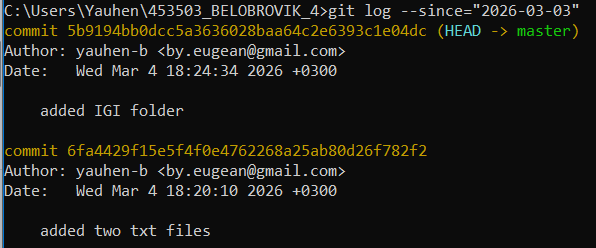 C:\Users\Yauhen\453503_BELOBROVIK_4>git log --since="2026-03-03"
commit 5b9194bb0dcc5a3636028baa64c2e6393c1e04dc (HEAD -> master)
Author: yauhen-b <by.eugean@gmail.com>
Date:   Wed Mar 4 18:24:34 2026 +0300

    added IGI folder

commit 6fa4429f15e5f4f0e4762268a25ab80d26f782f2
Author: yauhen-b <by.eugean@gmail.com>
Date:   Wed Mar 4 18:20:10 2026 +0300

    added two txt files